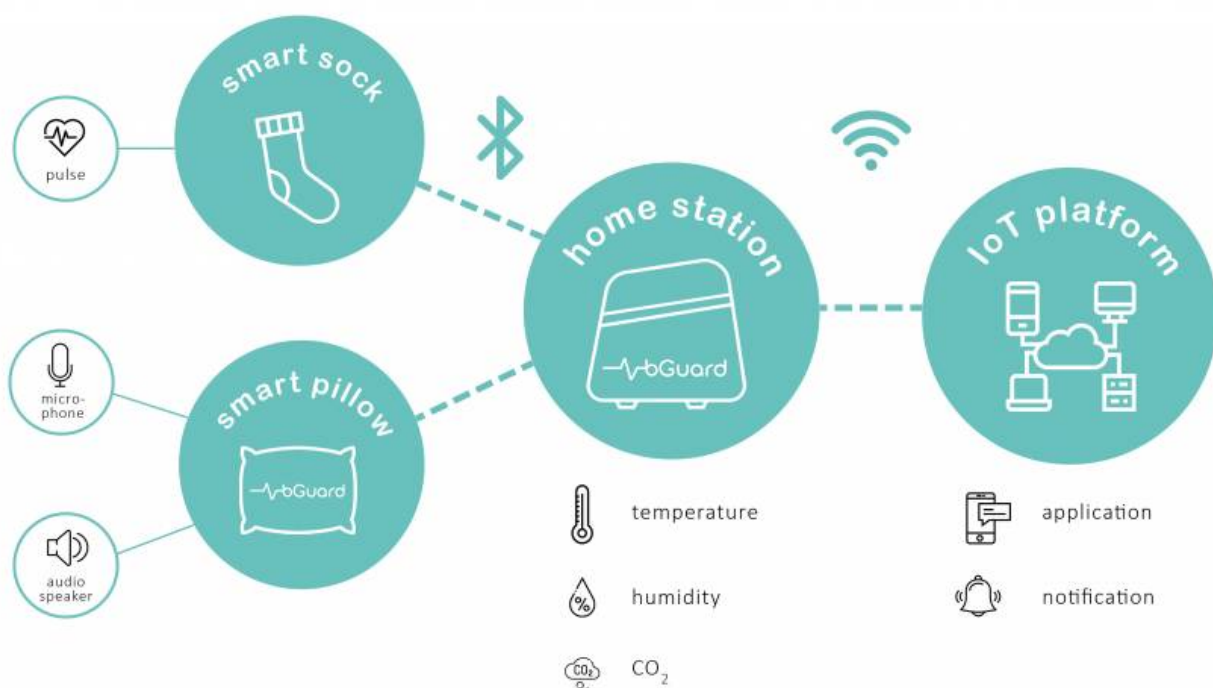 smart sock
pulse
home station
bGuard
IoT platform
smart pillow
bGuard
micro-
phone
audio
speaker
temperature
humidity
%
CO₂
CO₂
application
notification